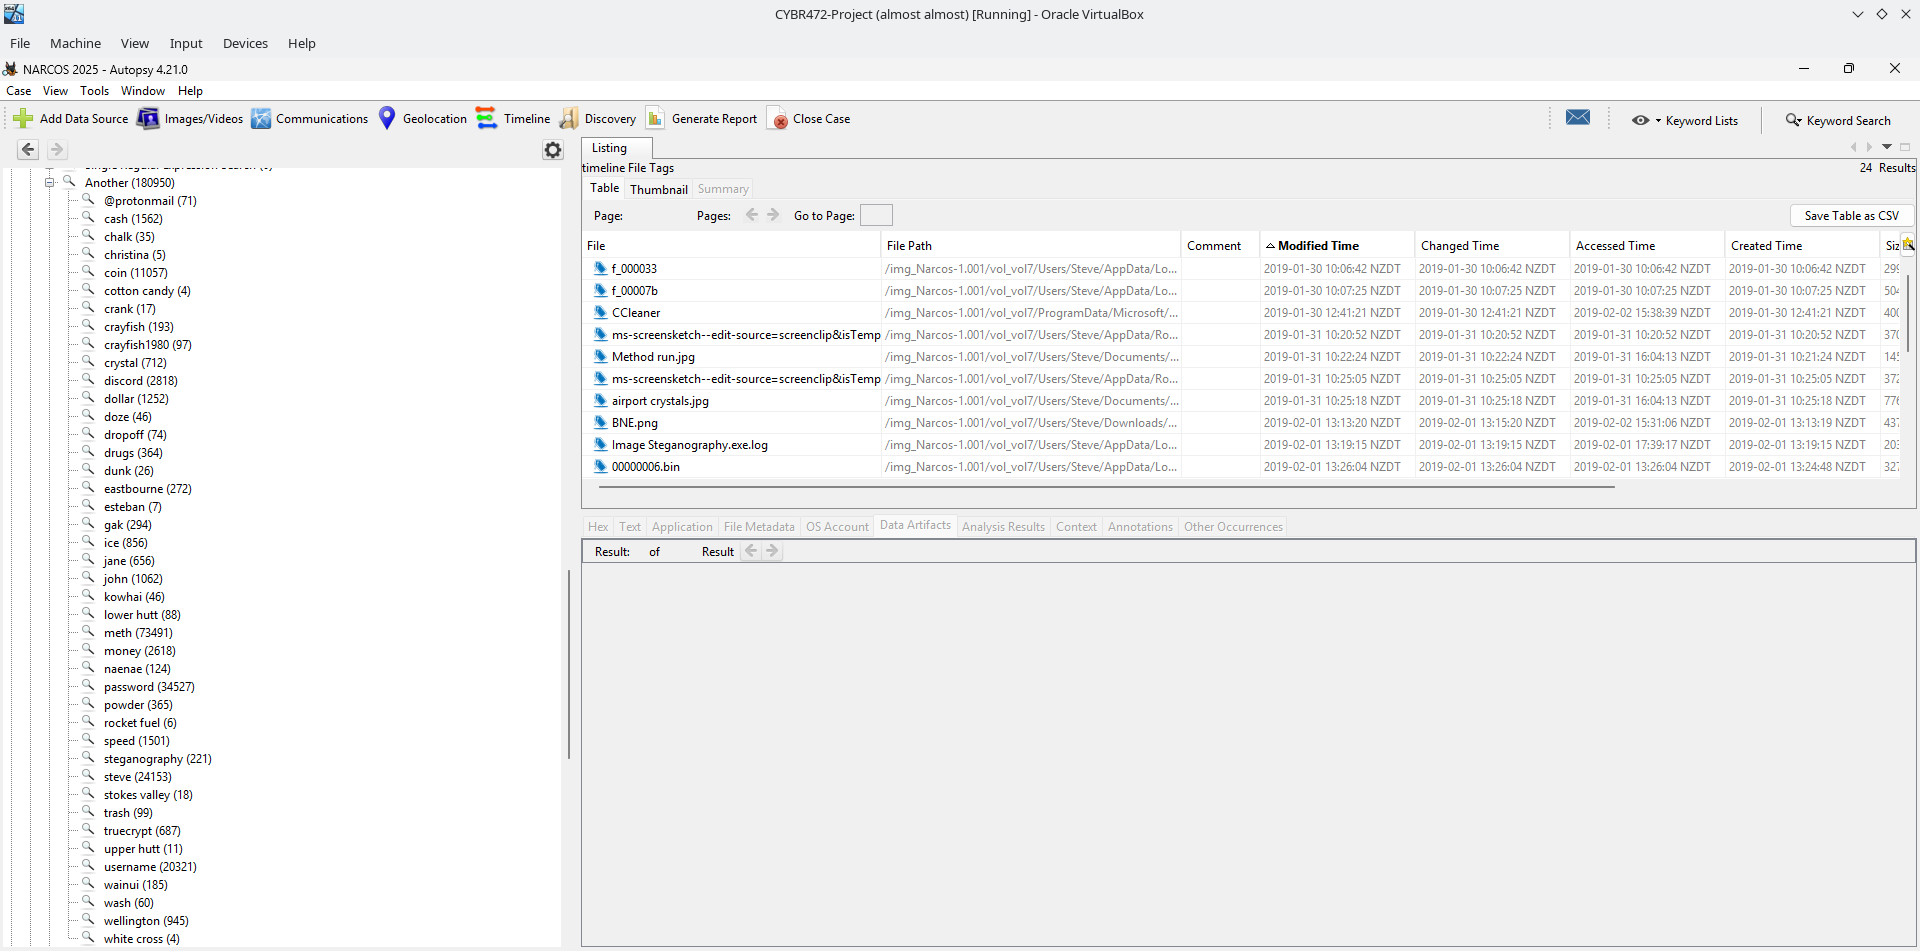 CYBR472-Project (almost almost) [Running] - Oracle VirtualBox
File Machine View Input Devices Help
NARCOS 2025 - Autopsy 4.21.0
Case View Tools Window Help
Add Data Source Images/Videos Communications Geolocation Timeline Discovery Generate Report Close Case Keyword Lists Keyword Search
Another (180950)
@protonmail (71)
cash (1562)
chalk (35)
christina (5)
coin (11057)
cotton candy (4)
crank (17)
crayfish (193)
crayfish1980 (97)
crystal (712)
discord (2818)
dollar (1252)
doze (46)
dropoff (74)
drugs (364)
dunk (26)
eastbourne (272)
esteban (7)
gak (294)
ice (856)
jane (656)
john (1062)
kowhai (46)
lower hutt (88)
meth (73491)
money (2618)
naenae (124)
password (34527)
powder (365)
rocket fuel (6)
speed (1501)
steganography (221)
steve (24153)
stokes valley (18)
trash (99)
truecrypt (687)
upper hutt (11)
username (20321)
wainui (185)
wash (60)
wellington (945)
white cross (4)
Listing
timeline File Tags 24 Results
Table Thumbnail Summary
Page: Pages: Go to Page: Save Table as CSV
File File Path Comment Modified Time Changed Time Accessed Time Created Time Siz
f_000033 /img_Narcos-1.001/vol_vol7/Users/Steve/AppData/Lo... 2019-01-30 10:06:42 NZDT 2019-01-30 10:06:42 NZDT 2019-01-30 10:06:42 NZDT 2019-01-30 10:06:42 NZDT 299
f_00007b /img_Narcos-1.001/vol_vol7/Users/Steve/AppData/Lo... 2019-01-30 10:07:25 NZDT 2019-01-30 10:07:25 NZDT 2019-01-30 10:07:25 NZDT 2019-01-30 10:07:25 NZDT 504
CCleaner /img_Narcos-1.001/vol_vol7/ProgramData/Microsoft/... 2019-01-30 12:41:21 NZDT 2019-01-30 12:41:21 NZDT 2019-02-02 15:38:39 NZDT 2019-01-30 12:41:21 NZDT 400
ms-screensketch--edit-source=screenclip&isTemp /img_Narcos-1.001/vol_vol7/Users/Steve/AppData/Ro... 2019-01-31 10:20:52 NZDT 2019-01-31 10:20:52 NZDT 2019-01-31 10:20:52 NZDT 2019-01-31 10:20:52 NZDT 370
Method run.jpg /img_Narcos-1.001/vol_vol7/Users/Steve/Documents/... 2019-01-31 10:22:24 NZDT 2019-01-31 10:22:24 NZDT 2019-01-31 16:04:13 NZDT 2019-01-31 10:21:24 NZDT 145
ms-screensketch--edit-source=screenclip&isTemp /img_Narcos-1.001/vol_vol7/Users/Steve/AppData/Ro... 2019-01-31 10:25:05 NZDT 2019-01-31 10:25:05 NZDT 2019-01-31 10:25:05 NZDT 2019-01-31 10:25:05 NZDT 372
airport crystals.jpg /img_Narcos-1.001/vol_vol7/Users/Steve/Documents/... 2019-01-31 10:25:18 NZDT 2019-01-31 10:25:18 NZDT 2019-01-31 16:04:13 NZDT 2019-01-31 10:25:18 NZDT 776
BNE.png /img_Narcos-1.001/vol_vol7/Users/Steve/Downloads/... 2019-02-01 13:13:20 NZDT 2019-02-01 13:15:20 NZDT 2019-02-02 15:31:06 NZDT 2019-02-01 13:13:19 NZDT 437
Image Steganography.exe.log /img_Narcos-1.001/vol_vol7/Users/Steve/AppData/Lo... 2019-02-01 13:19:15 NZDT 2019-02-01 13:19:15 NZDT 2019-02-01 17:39:17 NZDT 2019-02-01 13:19:15 NZDT 203
00000006.bin /img_Narcos-1.001/vol_vol7/Users/Steve/AppData/Lo... 2019-02-01 13:26:04 NZDT 2019-02-01 13:26:04 NZDT 2019-02-01 13:26:04 NZDT 2019-02-01 13:24:48 NZDT 327
Hex Text Application File Metadata OS Account Data Artifacts Analysis Results Context Annotations Other Occurrences
Result: of Result